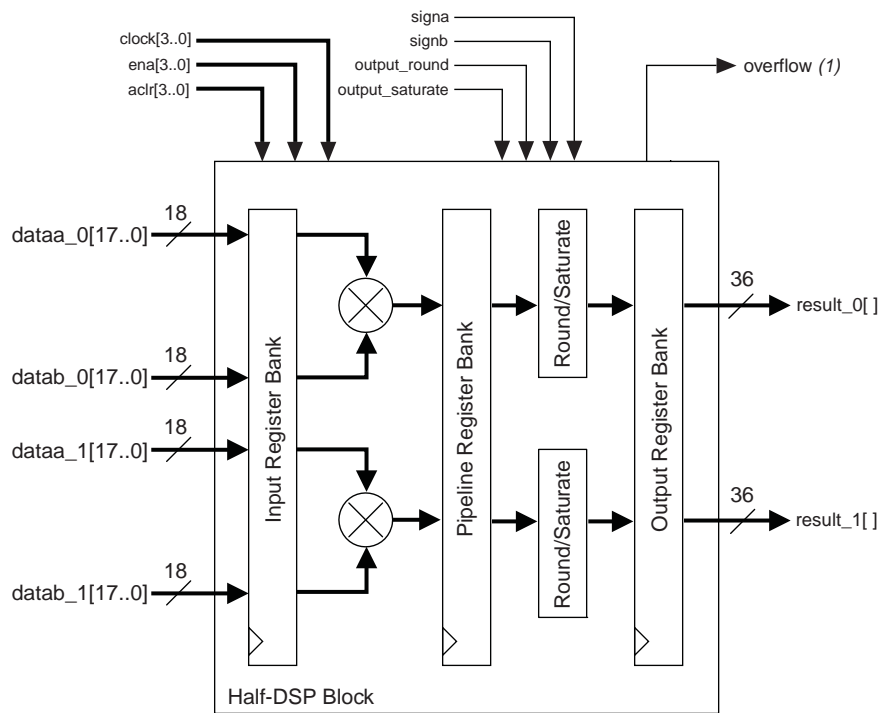 signa
clock[3..0]
signb
ena[3..0]
output_round
overflow (1)
aclr[3..0]
output_saturate
18
dataa_0[17..0]
36
result_0[ ]
18
datab_0[17..0]
18
dataa_1[17..0]
36
result_1[ ]
18
datab_1[17..0]
Input Register Bank
Pipeline Register Bank
Round/Saturate
Round/Saturate
Output Register Bank
Half-DSP Block